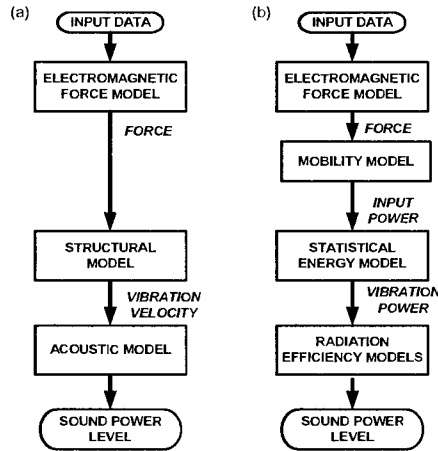 (a)
INPUT DATA
ELECTROMAGNETIC
FORCE MODEL
FORCE
STRUCTURAL
MODEL
VIBRATION
VELOCITY
ACOUSTIC MODEL
SOUND POWER
LEVEL
(b)
INPUT DATA
ELECTROMAGNETIC
FORCE MODEL
FORCE
MOBILITY MODEL
INPUT
POWER
STATISTICAL
ENERGY MODEL
VIBRATION
POWER
RADIATION
EFFICIENCY MODELS
SOUND POWER
LEVEL